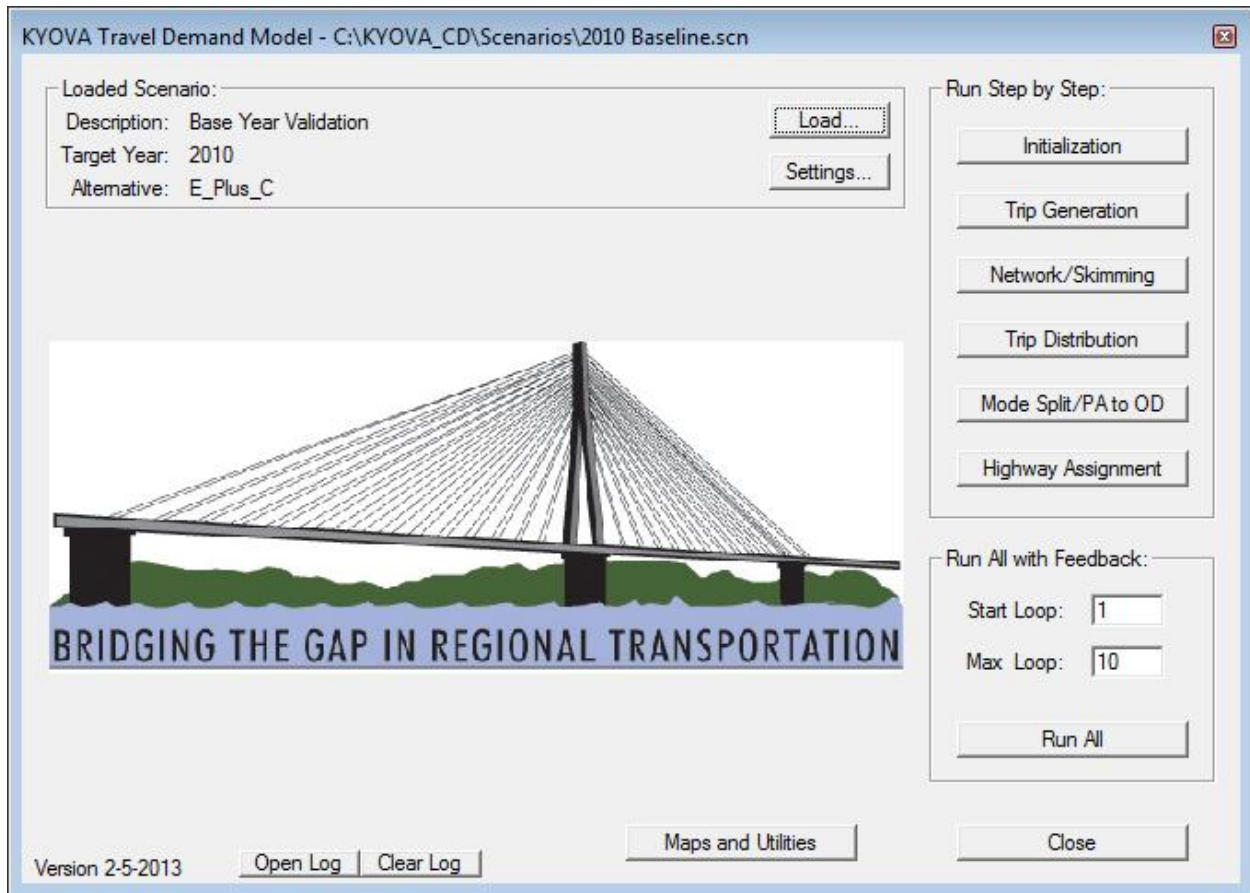 KYOVA Travel Demand Model - C:\KYOVA_CD\Scenarios\2010 Baseline.scn
Loaded Scenario:
Description: Base Year Validation
Target Year: 2010
Alternative: E_Plus_C
Load...
Settings...
Run Step by Step:
Initialization
Trip Generation
Network/Skimming
Trip Distribution
Mode Split/PA to OD
Highway Assignment
BRIDGING THE GAP IN REGIONAL TRANSPORTATION
Run All with Feedback:
Start Loop: 1
Max Loop: 10
Run All
Version 2-5-2013
Open Log
Clear Log
Maps and Utilities
Close